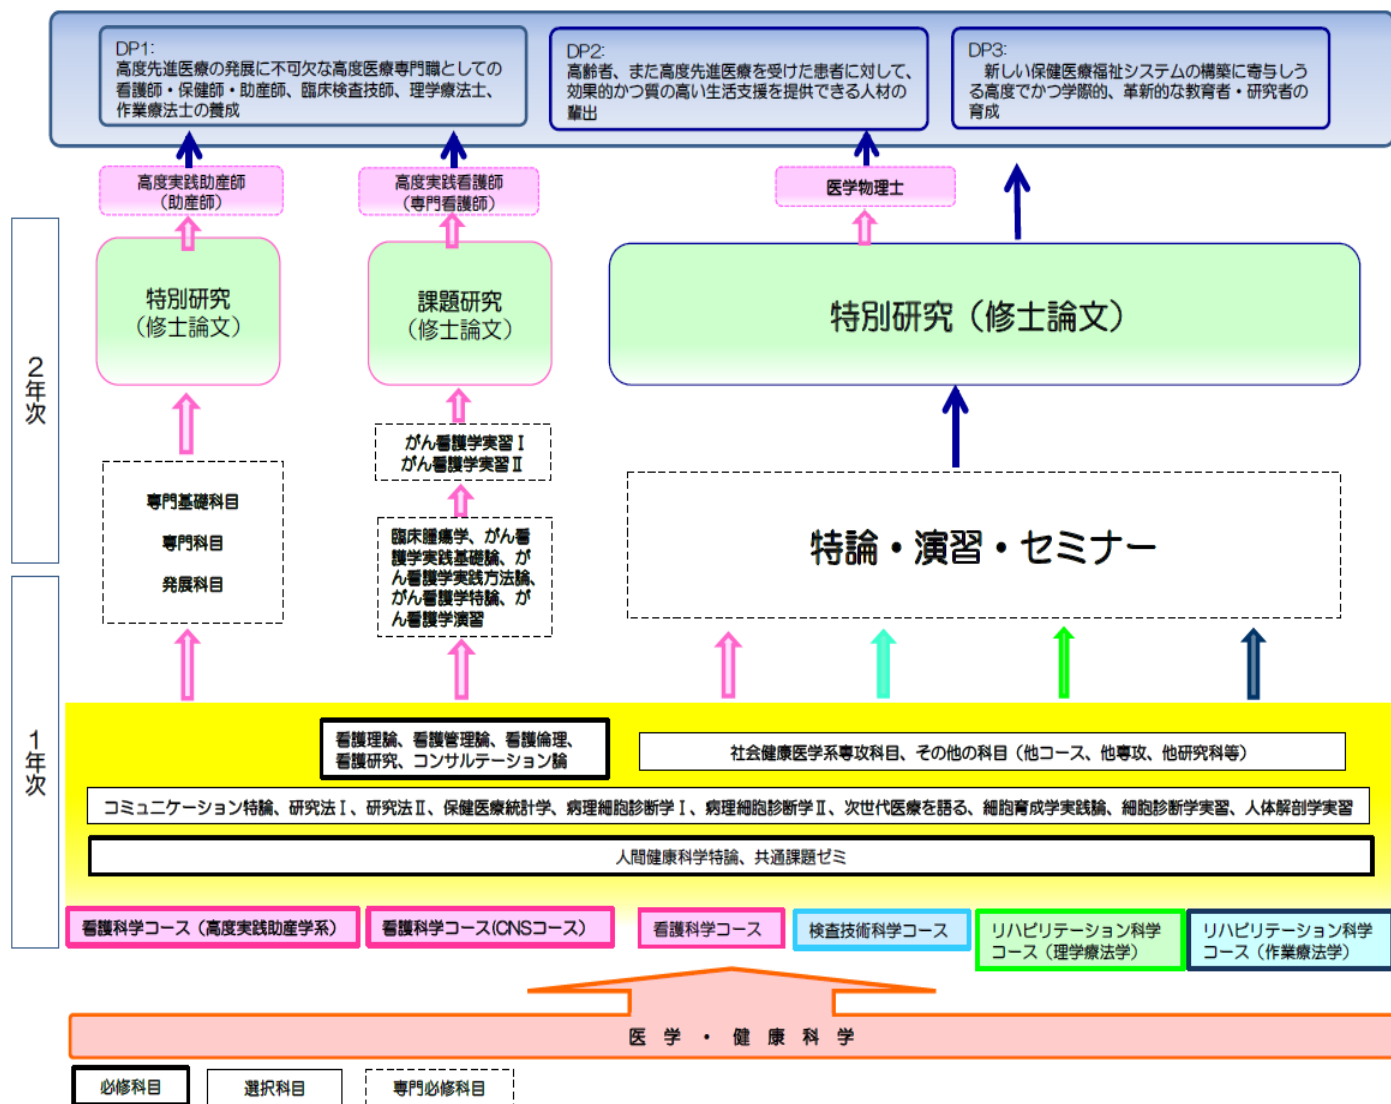 DP1:
高度先進医療の発展に不可欠な高度医療専門職としての
看護師・保健師・助産師、臨床検査技師、理学療法士、
作業療法士の養成
DP2:
高齢者、また高度先進医療を受けた患者に対して、
効果的かつ質の高い生活支援を提供できる人材の
輩出
DP3:
新しい保健医療福祉システムの構築に寄与しう
る高度でかつ学際的、革新的な教育者・研究者の
育成
高度実践助産師
（助産師）
高度実践看護師
（専門看護師）
医学物理士
2年次
特別研究
（修士論文）
課題研究
（修士論文）
特別研究（修士論文）
がん看護学実習Ⅰ
がん看護学実習Ⅱ
専門基礎科目
専門科目
発展科目
臨床腫瘍学、がん看
護学実践基礎論、が
ん看護学実践方法論、
がん看護学特論、が
ん看護学演習
特論・演習・セミナー
1年次
看護理論、看護管理論、看護倫理、
看護研究、コンサルテーション論
社会健康医学系専攻科目、その他の科目（他コース、他専攻、他研究科等）
コミュニケーション特論、研究法Ⅰ、研究法Ⅱ、保健医療統計学、病理細胞診断学Ⅰ、病理細胞診断学Ⅱ、次世代医療を語る、細胞育成学実践論、細胞診断学実習、人体解剖学実習
人間健康科学特論、共通課題ゼミ
看護科学コース（高度実践助産学系）
看護科学コース(CNSコース）
看護科学コース
検査技術科学コース
リハビリテーション科学
コース（理学療法学）
リハビリテーション科学
コース（作業療法学）
医学・健康科学
必修科目
選択科目
専門必修科目